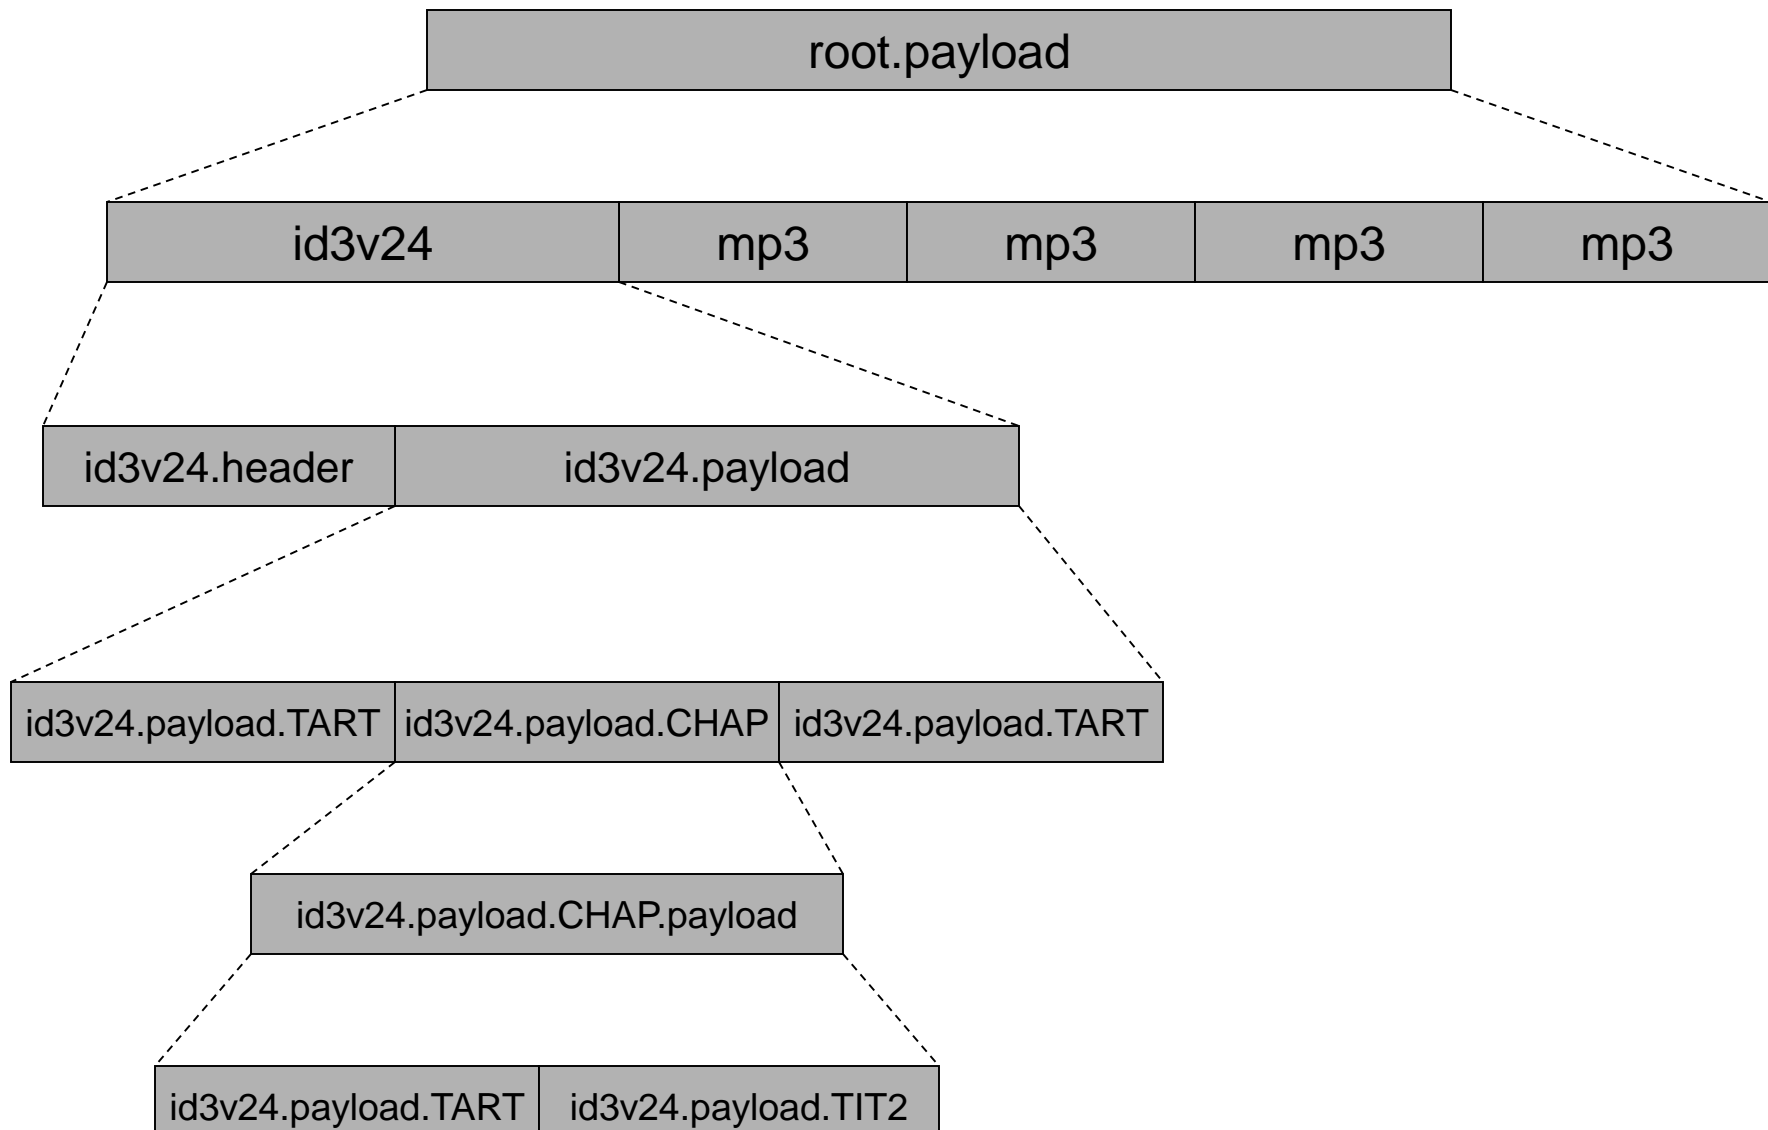 root.payload
id3v24 mp3 mp3 mp3 mp3
id3v24.header id3v24.payload
id3v24.payload.TART id3v24.payload.CHAP id3v24.payload.TART
id3v24.payload.CHAP.payload
id3v24.payload.TART id3v24.payload.TIT2